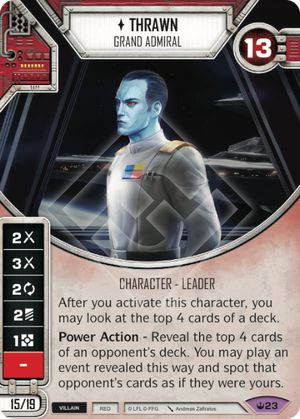 THRAWN
GRAND ADMIRAL
13
2
3
2
2
1
-
CHARACTER - LEADER
After you activate this character, you
may look at the top 4 cards of a deck.
Power Action - Reveal the top 4
cards of an opponent's deck. You may play an
event revealed this way and spot that
opponent's cards as if they were yours.
15/19
VILLAIN
RED
© LFL © FFG
Andreas Zafiratos
23